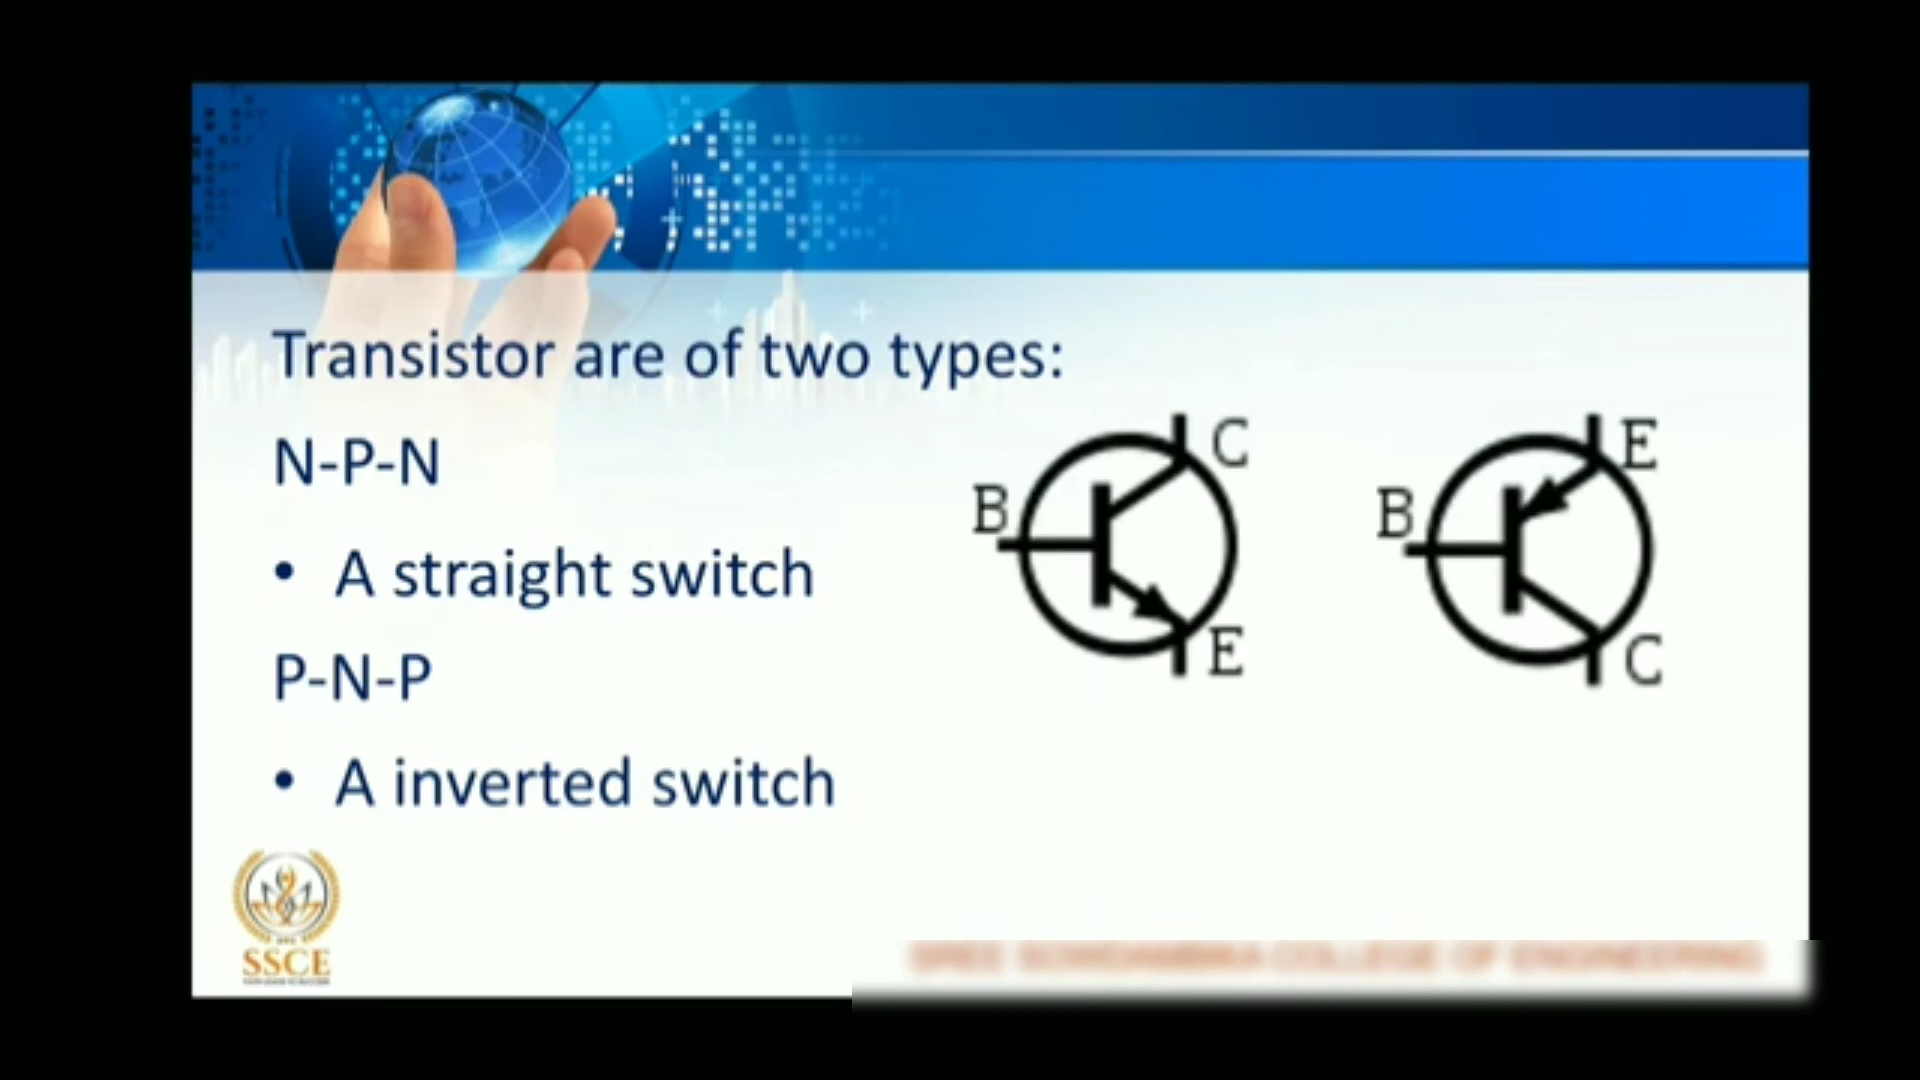 Transistor are of two types:
N-P-N
• A straight switch
P-N-P
• A inverted switch
B
C
E
B
E
C
SSCE